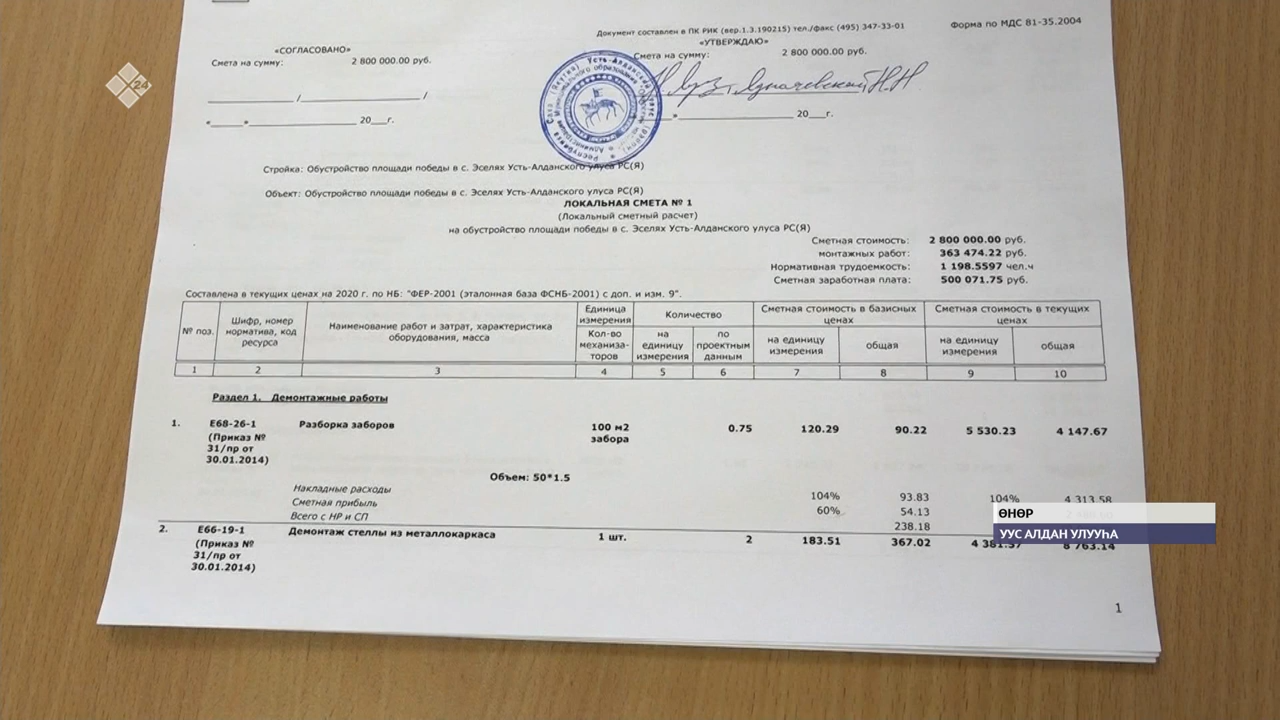 Документ составлен в ПК РИК (вер.1.3.190215) тел./факс (495) 347-33-01
Форма по МДС 81-35.2004
«СОГЛАСОВАНО»
«УТВЕРЖДАЮ»
Смета на сумму: 2 800 000.00 руб.
Смета на сумму: 2 800 000.00 руб.
20___г.
20___г.
X24
Стройка: Обустройство площади победы в с. Эселях Усть-Алданского улуса РС(Я)
Объект: Обустройство площади победы в с. Эселях Усть-Алданского улуса РС(Я)
ЛОКАЛЬНАЯ СМЕТА № 1
(Локальный сметный расчет)
на обустройство площади победы в с. Эселях Усть-Алданского улуса РС(Я)
Сметная стоимость: 2 800 000.00 руб.
монтажных работ: 363 474.22 руб.
Нормативная трудоемкость: 1 198.5597 чел.ч
Сметная заработная плата: 500 071.75 руб.
Составлена в текущих ценах на 2020 г. по НБ: "ФЕР-2001 (эталонная база ФСНБ-2001) с доп. и изм. 9".
№ поз.
Шифр, номер норматива, код ресурса
Наименование работ и затрат, характеристика оборудования, масса
Единица измерения
Кол-во механиза-торов
Количество
на единицу измерения
по проектным данным
Сметная стоимость в базисных ценах
на единицу измерения
общая
Сметная стоимость в текущих ценах
на единицу измерения
общая
1 2 3 4 5 6 7 8 9 10
Раздел 1. Демонтажные работы
1. Е68-26-1 Разборка заборов 100 м2 0.75 120.29 90.22 5 530.23 4 147.67
(Приказ № забора
31/пр от
30.01.2014)
Объем: 50*1.5
Накладные расходы 104% 93.83 104% 4 313.58
Сметная прибыль 60% 54.13
Всего с НР и СП 238.18
2. Е66-19-1 Демонтаж стеллы из металлокаркаса 1 шт. 2 183.51 367.02 4 381.57 8 763.14
(Приказ №
31/пр от
30.01.2014)
1
ӨНӨР
УУС АЛДАН УЛУУҺА